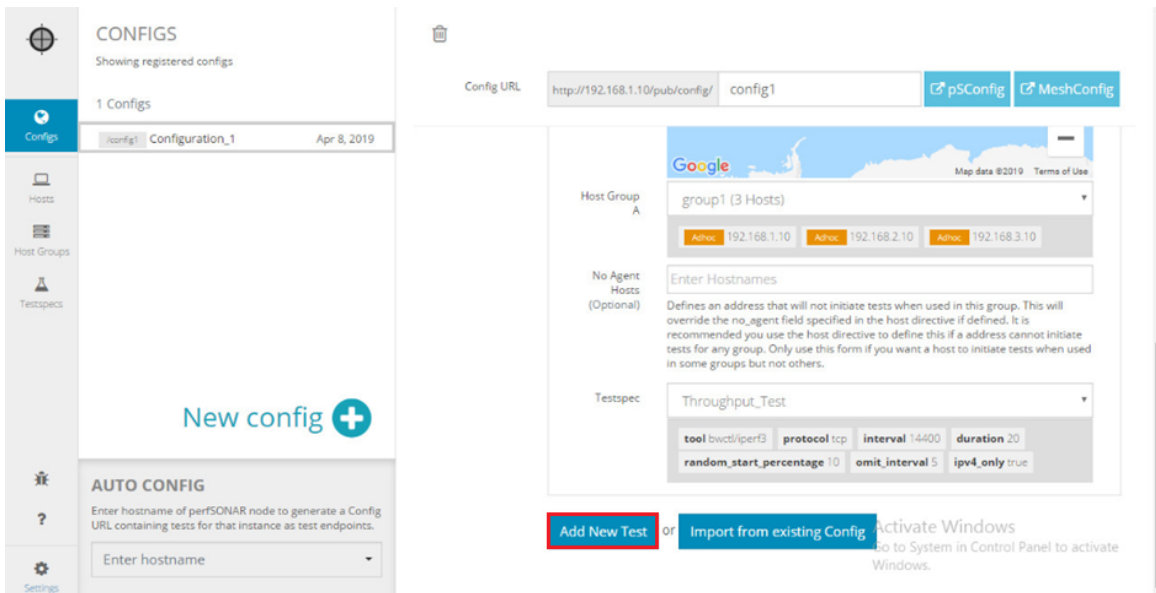 CONFIGS
Showing registered configs
1 Configs
/config1 Configuration_1 Apr 8, 2019
Configs
Hosts
Host Groups
Testspecs
New config
AUTO CONFIG
Enter hostname of perfSONAR node to generate a Config
URL containing tests for that instance as test endpoints.
Enter hostname
?
Settings
Config URL http://192.168.1.10/pub/config/ config1 pSConfig MeshConfig
Google Map data ©2019 Terms of Use
Host Group
A
group1 (3 Hosts)
Adhoc 192.168.1.10 Adhoc 192.168.2.10 Adhoc 192.168.3.10
No Agent
Hosts
(Optional)
Enter Hostnames
Defines an address that will not initiate tests when used in this group. This will
override the no_agent field specified in the host directive if defined. It is
recommended you use the host directive to define this if a address cannot initiate
tests for any group. Only use this form if you want a host to initiate tests when used
in some groups but not others.
Testspec Throughput_Test
tool bwctl/iperf3 protocol tcp interval 14400 duration 20
random_start_percentage 10 omit_interval 5 ipv4_only true
Add New Test or Import from existing Config
Activate Windows
Go to System in Control Panel to activate
Windows.